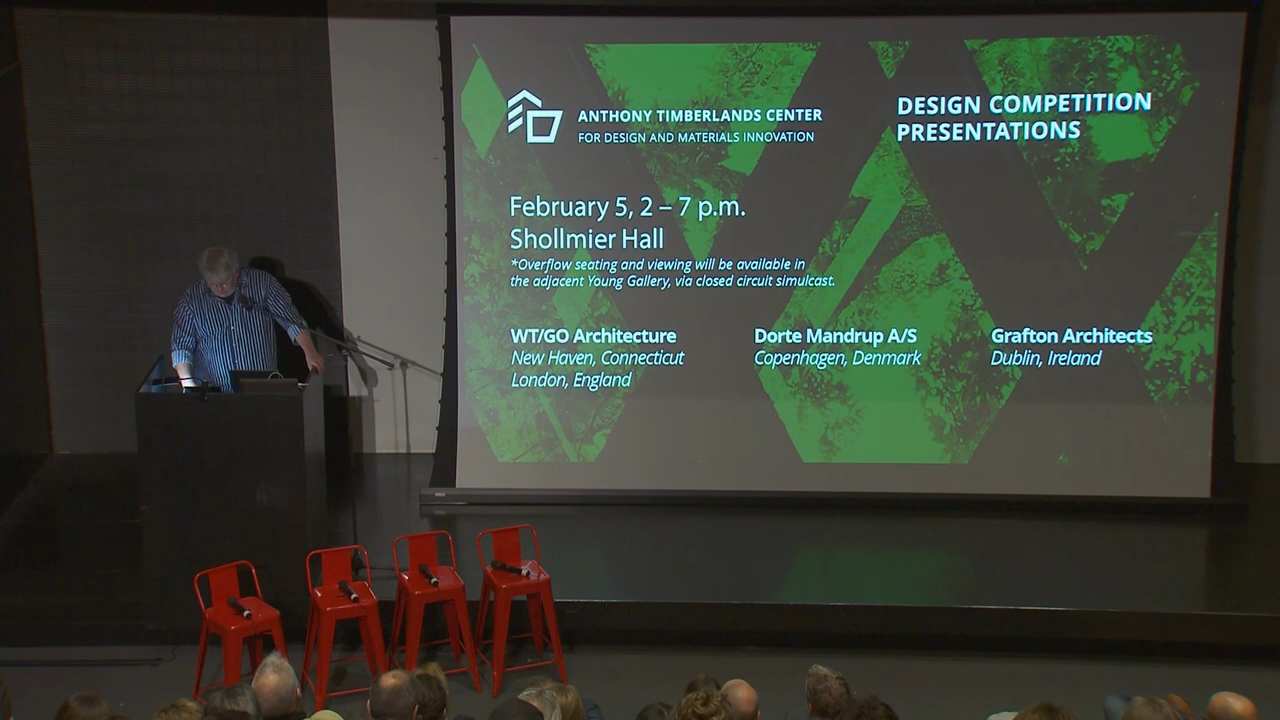 ANTHONY TIMBERLANDS CENTER
FOR DESIGN AND MATERIALS INNOVATION
DESIGN COMPETITION
PRESENTATIONS
February 5, 2 – 7 p.m.
Shollmier Hall
*Overflow seating and viewing will be available in
the adjacent Young Gallery, via closed circuit simulcast.
WT/GO Architecture
New Haven, Connecticut
London, England
Dorte Mandrup A/S
Copenhagen, Denmark
Grafton Architects
Dublin, Ireland